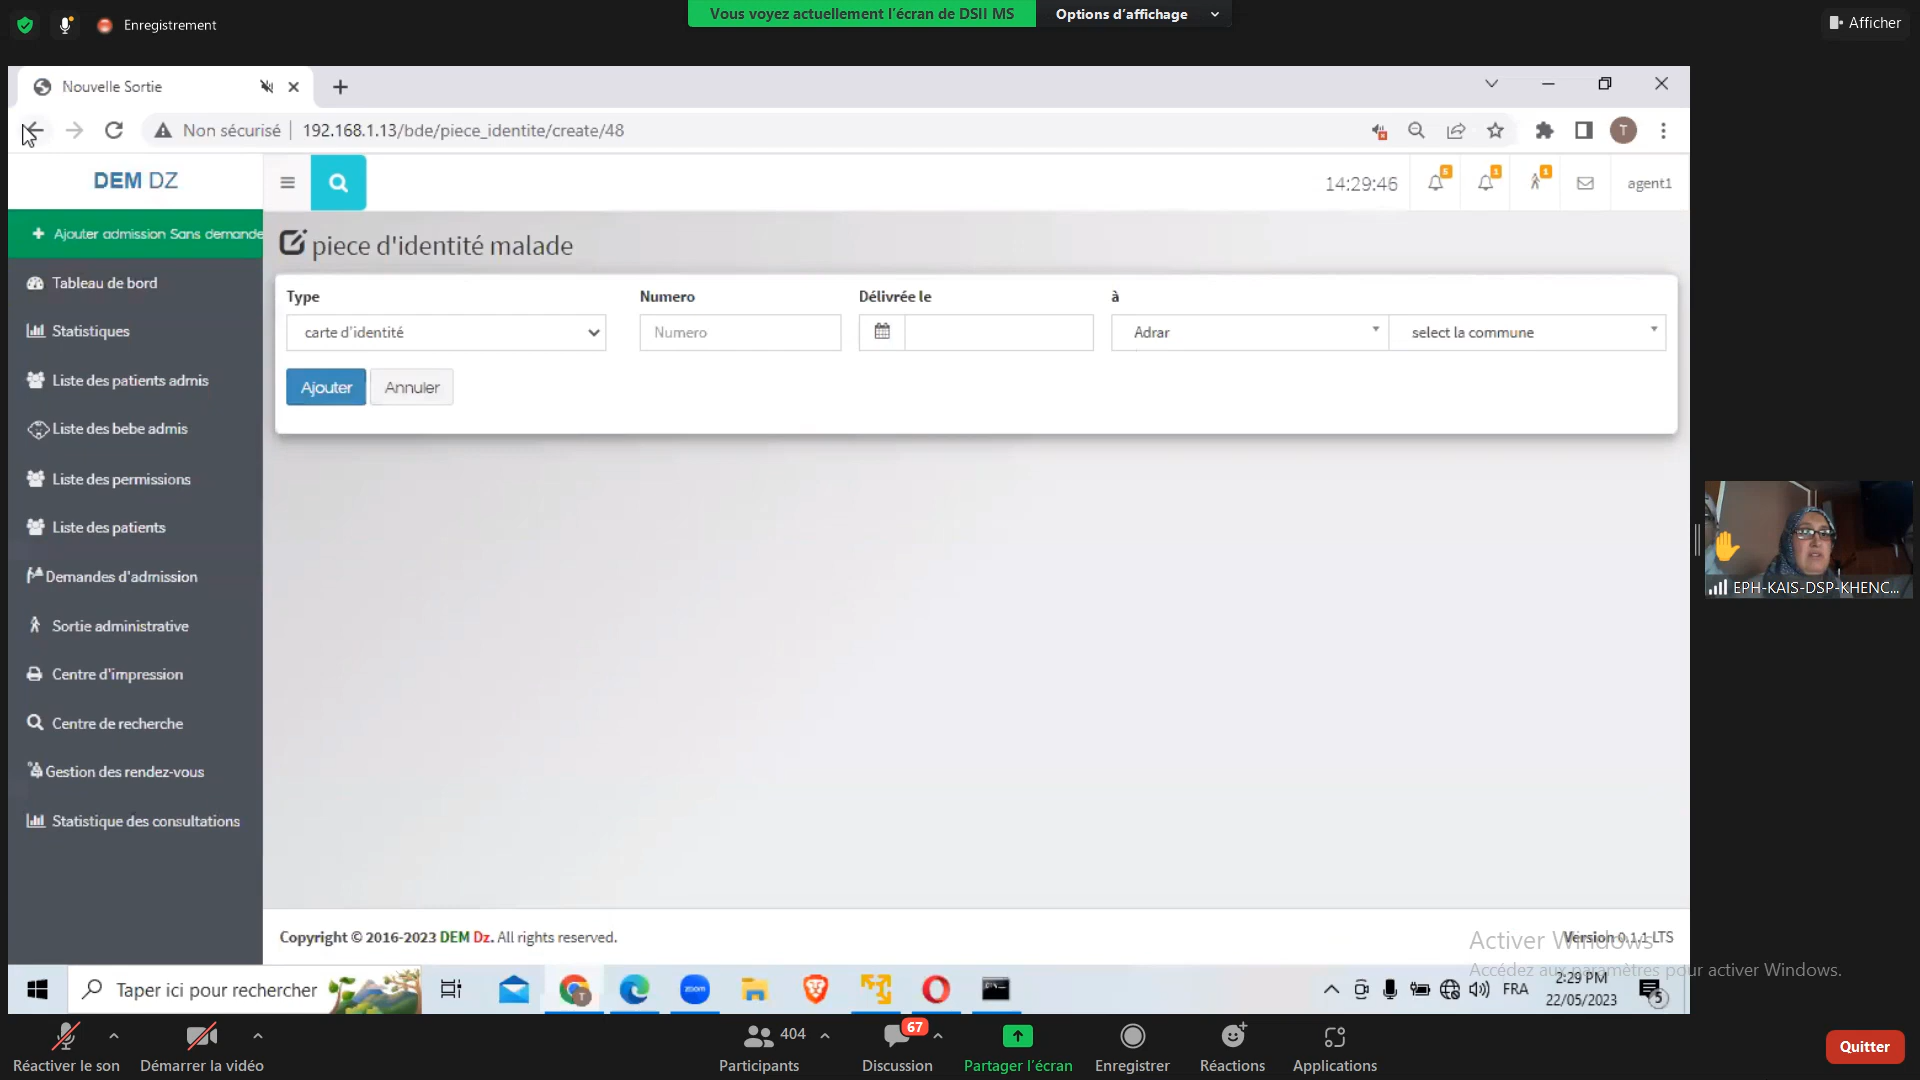 Enregistrement
Vous voyez actuellement l'écran de DSII MS
Options d'affichage
Afficher
Nouvelle Sortie
Non sécurisé
192.168.1.13/bde/piece_identite/create/48
T
DEM DZ
14:29:46
5
1
1
agent1
Ajouter admission Sans demande
Tableau de bord
Statistiques
Liste des patients admis
Liste des bebe admis
Liste des permissions
Liste des patients
Demandes d'admission
Sortie administrative
Centre d'impression
Centre de recherche
Gestion des rendez-vous
Statistique des consultations
piece d'identité malade
Type
Numero
Délivrée le
à
carte d'identité
Numero
Adrar
select la commune
Ajouter
Annuler
EPH-KAIS-DSP-KHENC...
Copyright © 2016-2023 DEM Dz. All rights reserved.
Version 0.1.1 LTS
Activer Windows
Accédez aux paramètres pour activer Windows.
Taper ici pour rechercher
T
zoom
FRA
2:29 PM
22/05/2023
5
Réactiver le son
Démarrer la vidéo
404
Participants
67
Discussion
Partager l'écran
Enregistrer
Réactions
Applications
Quitter